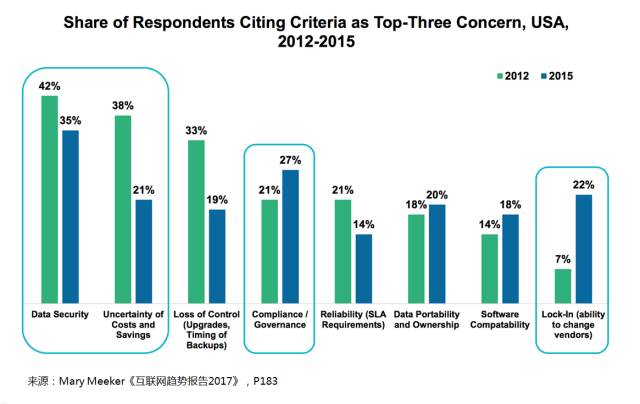 Share of Respondents Citing Criteria as Top-Three Concern, USA,
2012-2015
2012 2015
42%
35%
38%
21%
33%
19%
21%
27%
21%
14%
18%
20%
14%
18%
7%
22%
Data Security
Uncertainty of
Costs and
Savings
Loss of Control
(Upgrades,
Timing of
Backups)
Compliance /
Governance
Reliability (SLA
Requirements)
Data Portability
and Ownership
Software
Compatability
Lock-In (ability
to change
vendors)
来源：Mary Meeker《互联网趋势报告2017》，P183